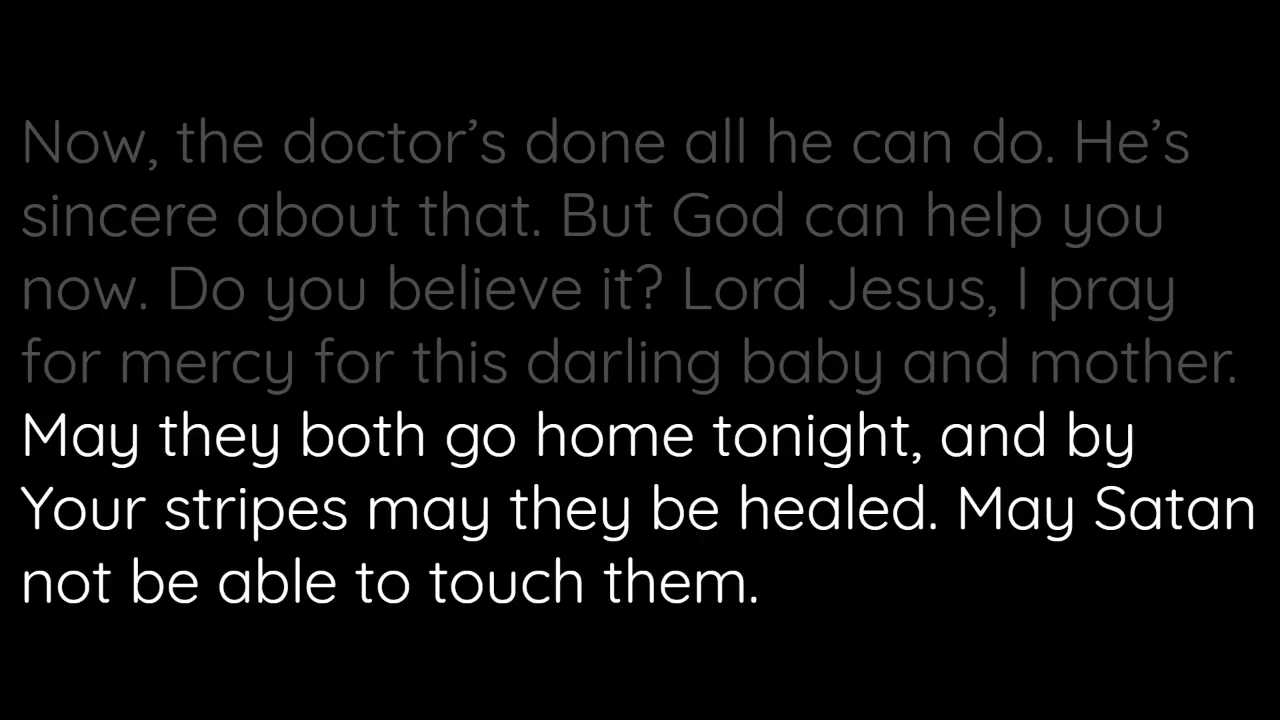 Now, the doctor’s done all he can do. He’s
sincere about that. But God can help you
now. Do you believe it? Lord Jesus, I pray
for mercy for this darling baby and mother.
May they both go home tonight, and by
Your stripes may they be healed. May Satan
not be able to touch them.